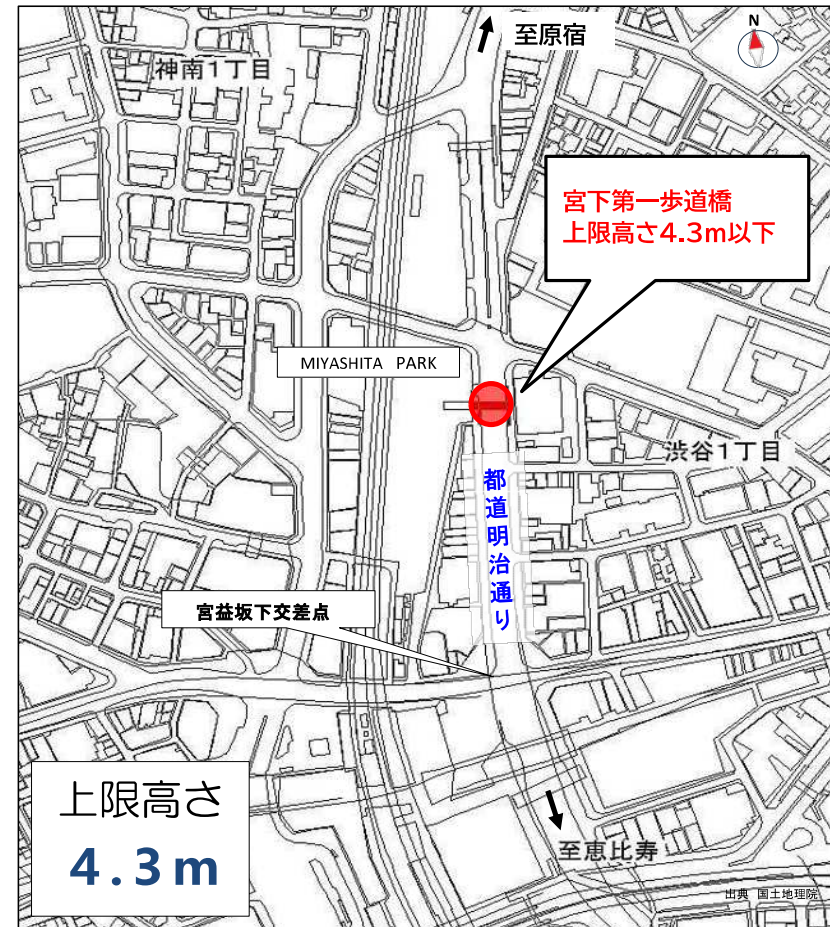 至原宿
N
神南1丁目
宮下第一歩道橋
上限高さ4.3m以下
MIYASHITA PARK
渋谷1丁目
都道明治通り
宮益坂下交差点
上限高さ
4.3m
至恵比寿
出典 国土地理院